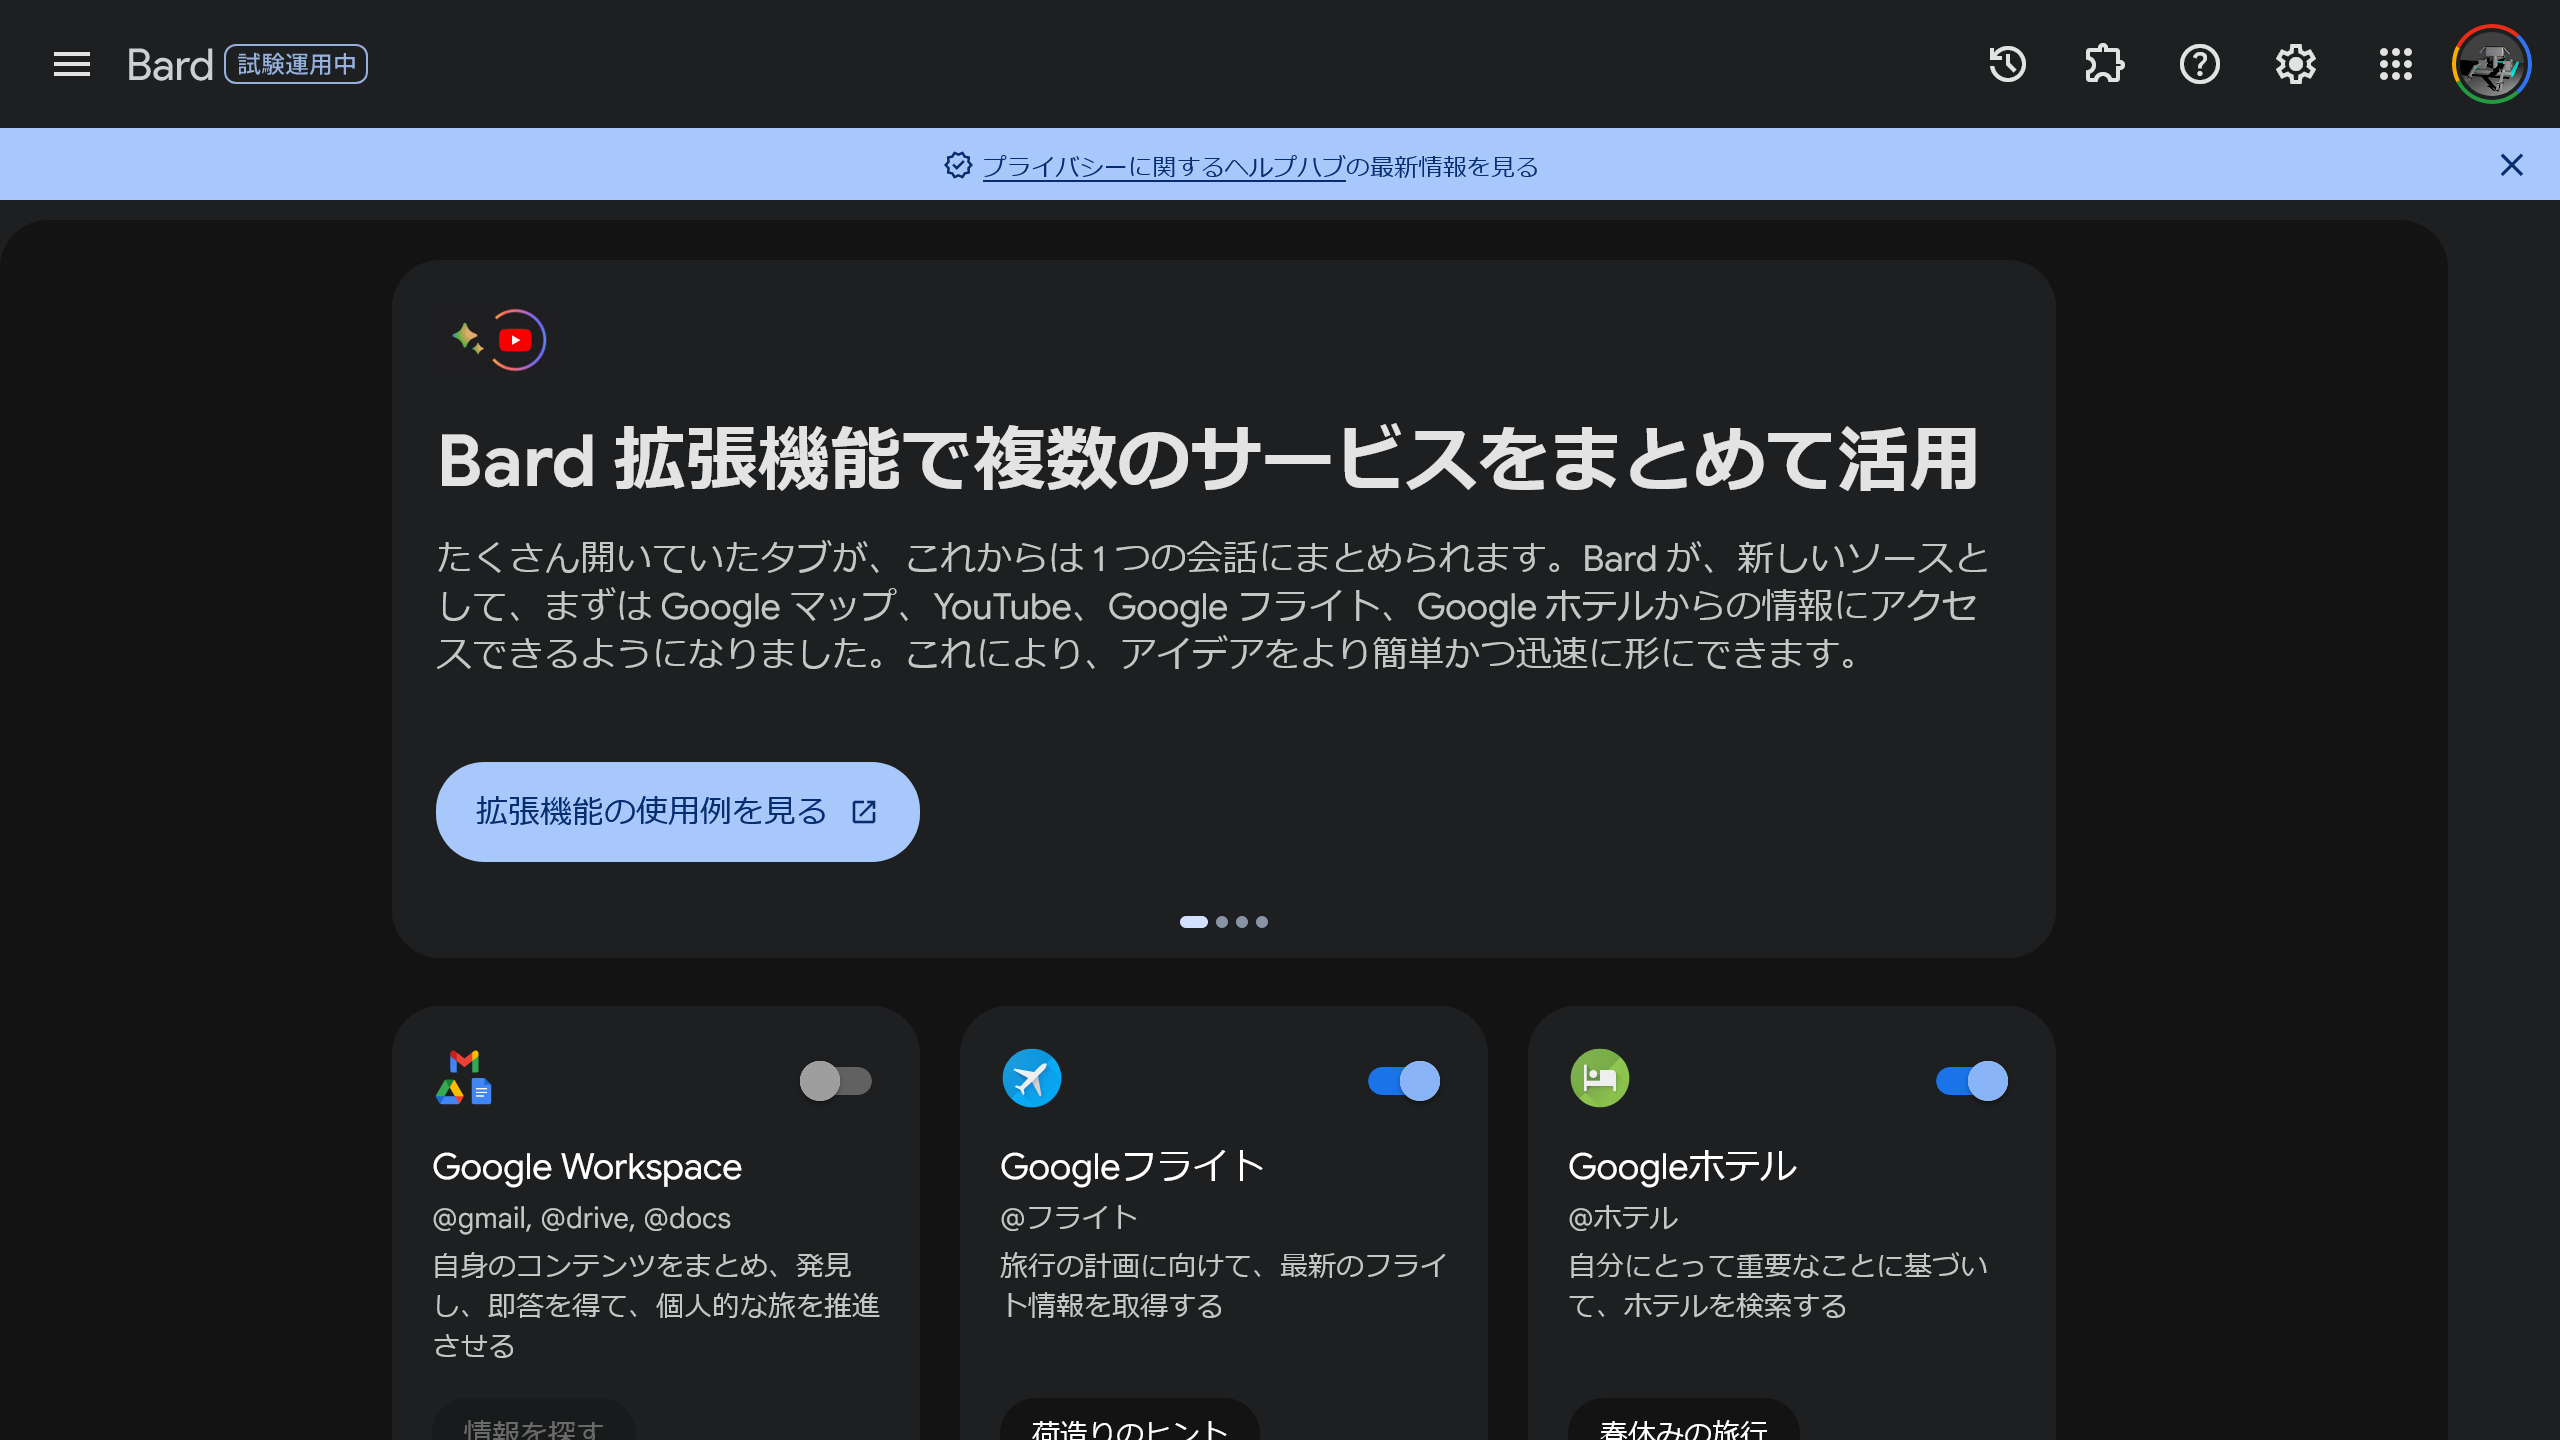 Bard 試験運用中
プライバシーに関するヘルプハブの最新情報を見る
Bard 拡張機能で複数のサービスをまとめて活用
たくさん開いていたタブが、これからは 1 つの会話にまとめられます。Bard が、新しいソースと
して、まずは Google マップ、YouTube、Google フライト、Google ホテルからの情報にアクセ
スできるようになりました。これにより、アイデアをより簡単かつ迅速に形にできます。
拡張機能の使用例を見る
Google Workspace
@gmail, @drive, @docs
自身のコンテンツをまとめ、発見
し、即答を得て、個人的な旅を推進
させる
情報を探す
Googleフライト
@フライト
旅行の計画に向けて、最新のフライ
ト情報を取得する
荷造りのヒント
Googleホテル
@ホテル
自分にとって重要なことに基づい
て、ホテルを検索する
春休みの旅行